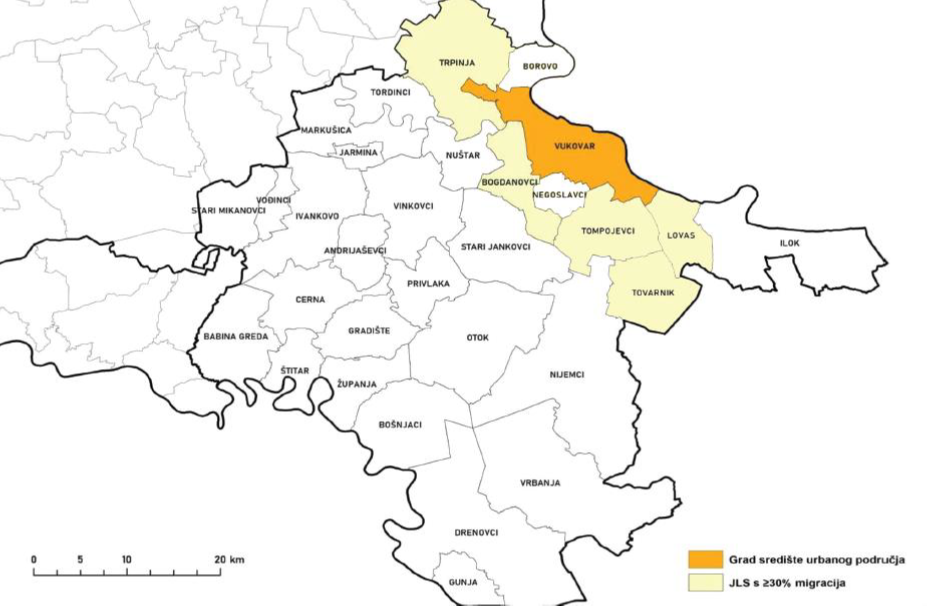 TRPINJA
BOROVO
TORDINCI
MARKUŠICA
VUKOVAR
JARMINA
NUŠTAR
BOGDANOVCI
NEGOSLAVCI
VOĐINCI
STARI MIKANOVCI
IVANKOVO
VINKOVCI
TOMPOJEVCI
LOVAS
ILOK
ANDRIJAŠEVCI
STARI JANKOVCI
PRIVLAKA
TOVARNIK
CERNA
BABINA GREDA
GRADIŠTE
OTOK
ŠTITAR
NIJEMCI
ŽUPANJA
BOŠNJACI
VRBANJA
DRENOVCI
0 5 10 20 km
Grad središte urbanog područja
JLS s ≥30% migracija
GUNJA